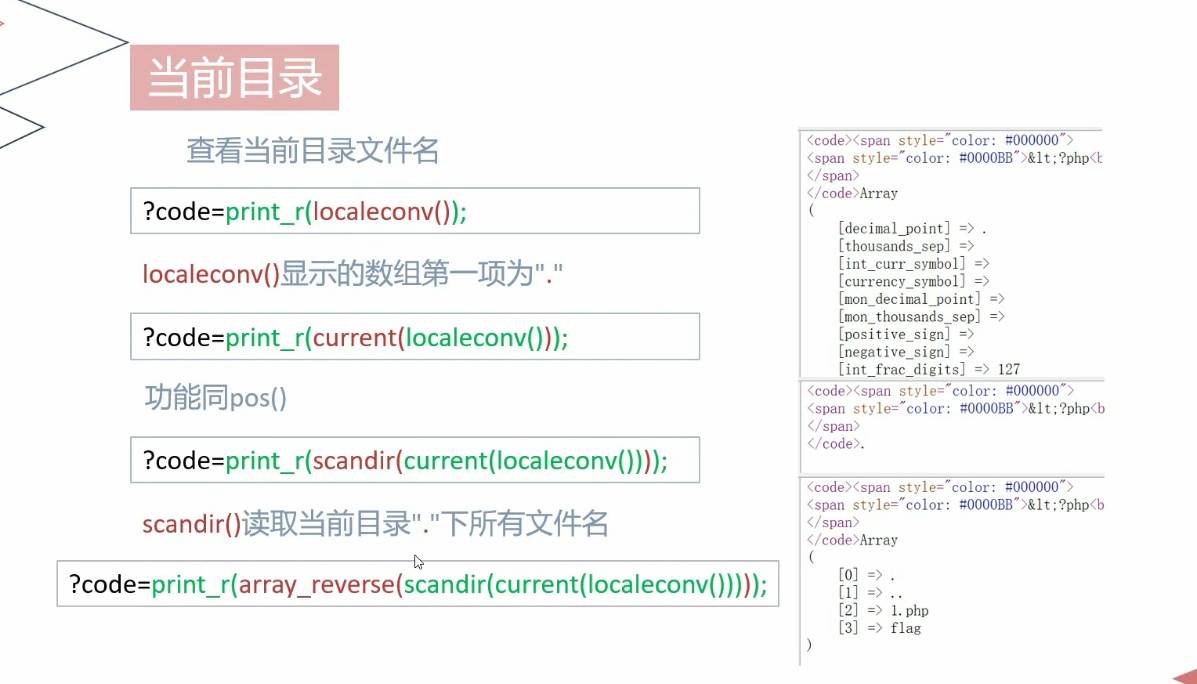 当前目录
查看当前目录文件名
?code=print_r(localeconv());
localeconv()显示的数组第一项为"."
?code=print_r(current(localeconv()));
功能同pos()
?code=print_r(scandir(current(localeconv())));
scandir()读取当前目录"."下所有文件名
?code=print_r(array_reverse(scandir(current(localeconv()))));
<code><span style="color: #000000">
<span style="color: #0000BB">&lt;?php<b
</span>
</code>Array
(
[decimal_point] => .
[thousands_sep] =>
[int_curr_symbol] =>
[currency_symbol] =>
[mon_decimal_point] =>
[mon_thousands_sep] =>
[positive_sign] =>
[negative_sign] =>
[int_frac_digits] => 127
<code><span style="color: #000000">
<span style="color: #0000BB">&lt;?php<b
</span>
</code>.
<code><span style="color: #000000">
<span style="color: #0000BB">&lt;?php<b
</span>
</code>Array
(
[0] => .
[1] => ..
[2] => 1.php
[3] => flag
)